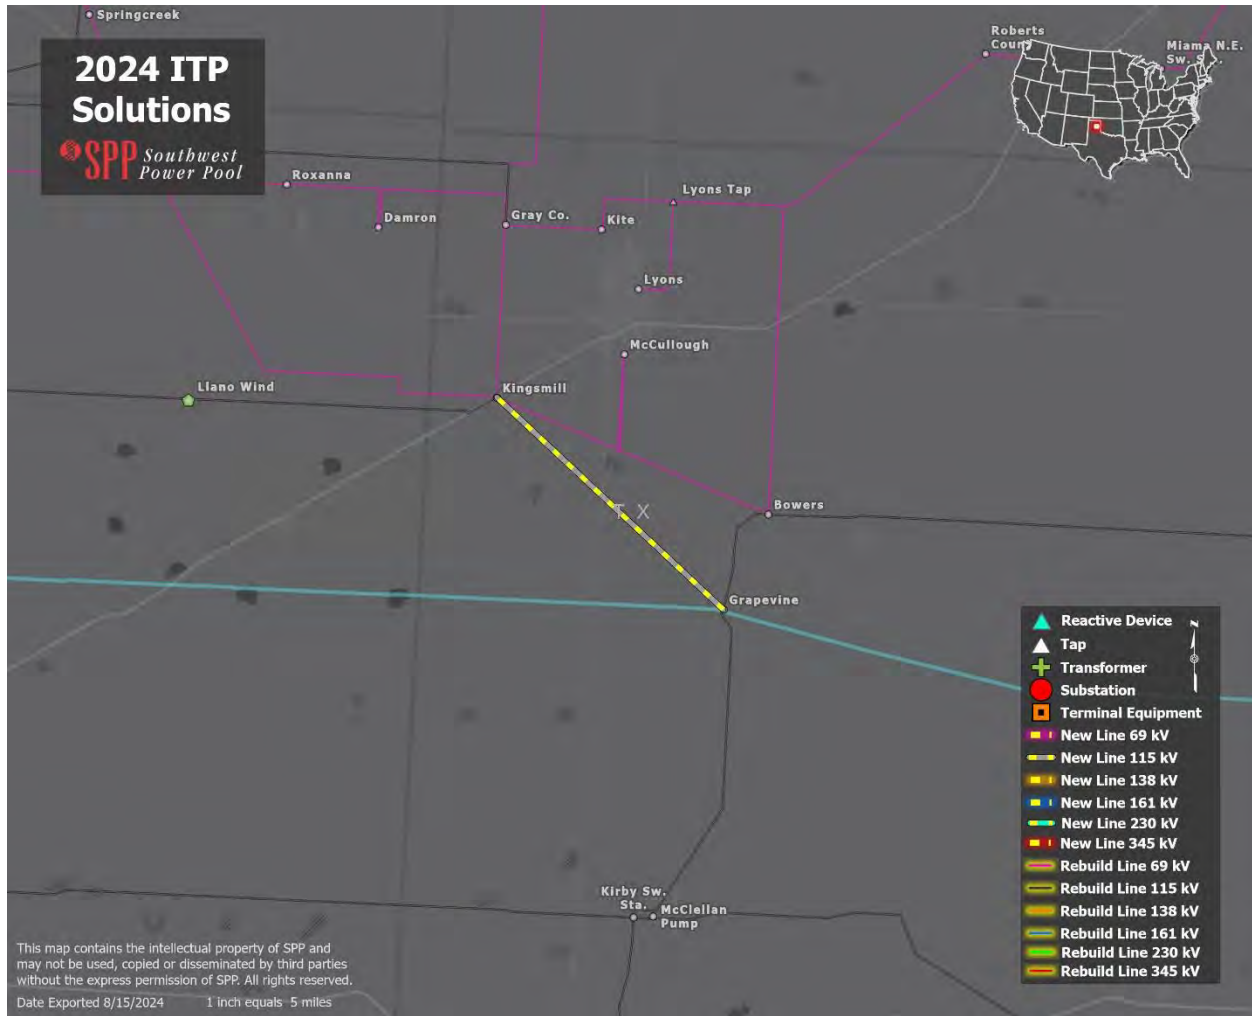 Springcreek
2024 ITP
Solutions
SPP Southwest
Power Pool
Roberts
Miama N.E.
Roxanna
Damron
Gray Co.
Kite
Lyons Tap
Lyons
McCullough
Llano Wind
Kingsmill
T X
Bowers
Grapevine
Kirby Sw.
Sta.
McClellan
Pump
Reactive Device
Tap
Transformer
Substation
Terminal Equipment
New Line 69 kV
New Line 115 kV
New Line 138 kV
New Line 161 kV
New Line 230 kV
New Line 345 kV
Rebuild Line 69 kV
Rebuild Line 115 kV
Rebuild Line 138 kV
Rebuild Line 161 kV
Rebuild Line 230 kV
Rebuild Line 345 kV
N
This map contains the intellectual property of SPP and
may not be used, copied or disseminated by third parties
without the express permission of SPP. All rights reserved.
Date Exported 8/15/2024 1 inch equals 5 miles